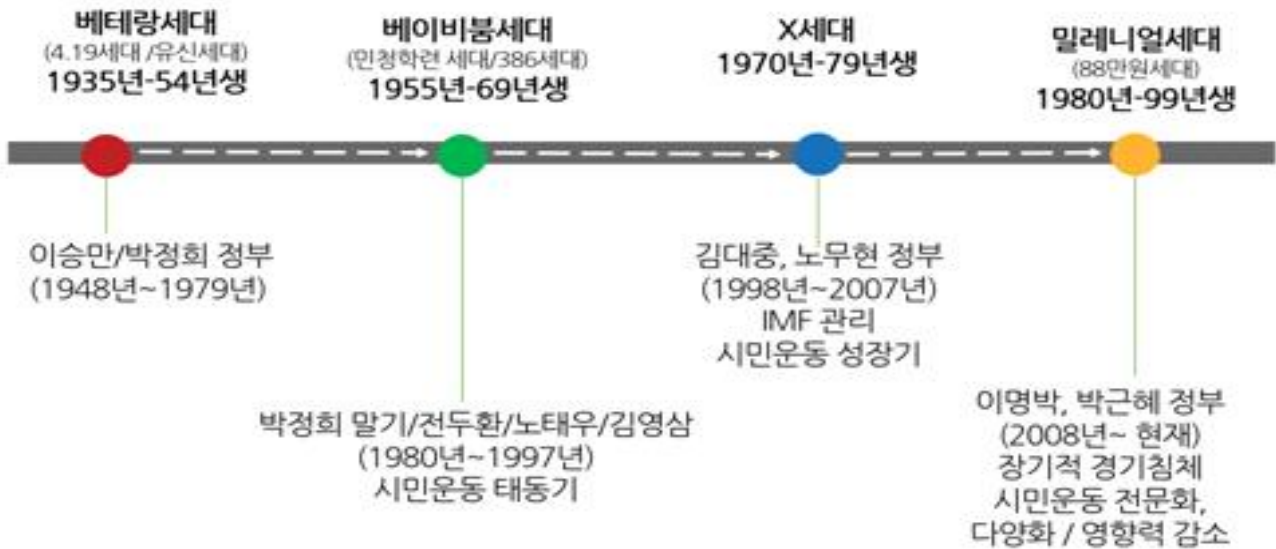 베테랑세대
(4.19세대 /유신세대)
1935년-54년생
베이비붐세대
(민청학련 세대/386세대)
1955년-69년생
X세대
1970년-79년생
밀레니얼세대
(88만원세대)
1980년-99년생
이승만/박정희 정부
(1948년~1979년)
박정희 말기/전두환/노태우/김영삼
(1980년~1997년)
시민운동 태동기
김대중, 노무현 정부
(1998년~2007년)
IMF 관리
시민운동 성장기
이명박, 박근혜 정부
(2008년~ 현재)
장기적 경기침체
시민운동 전문화,
다양화 / 영향력 감소